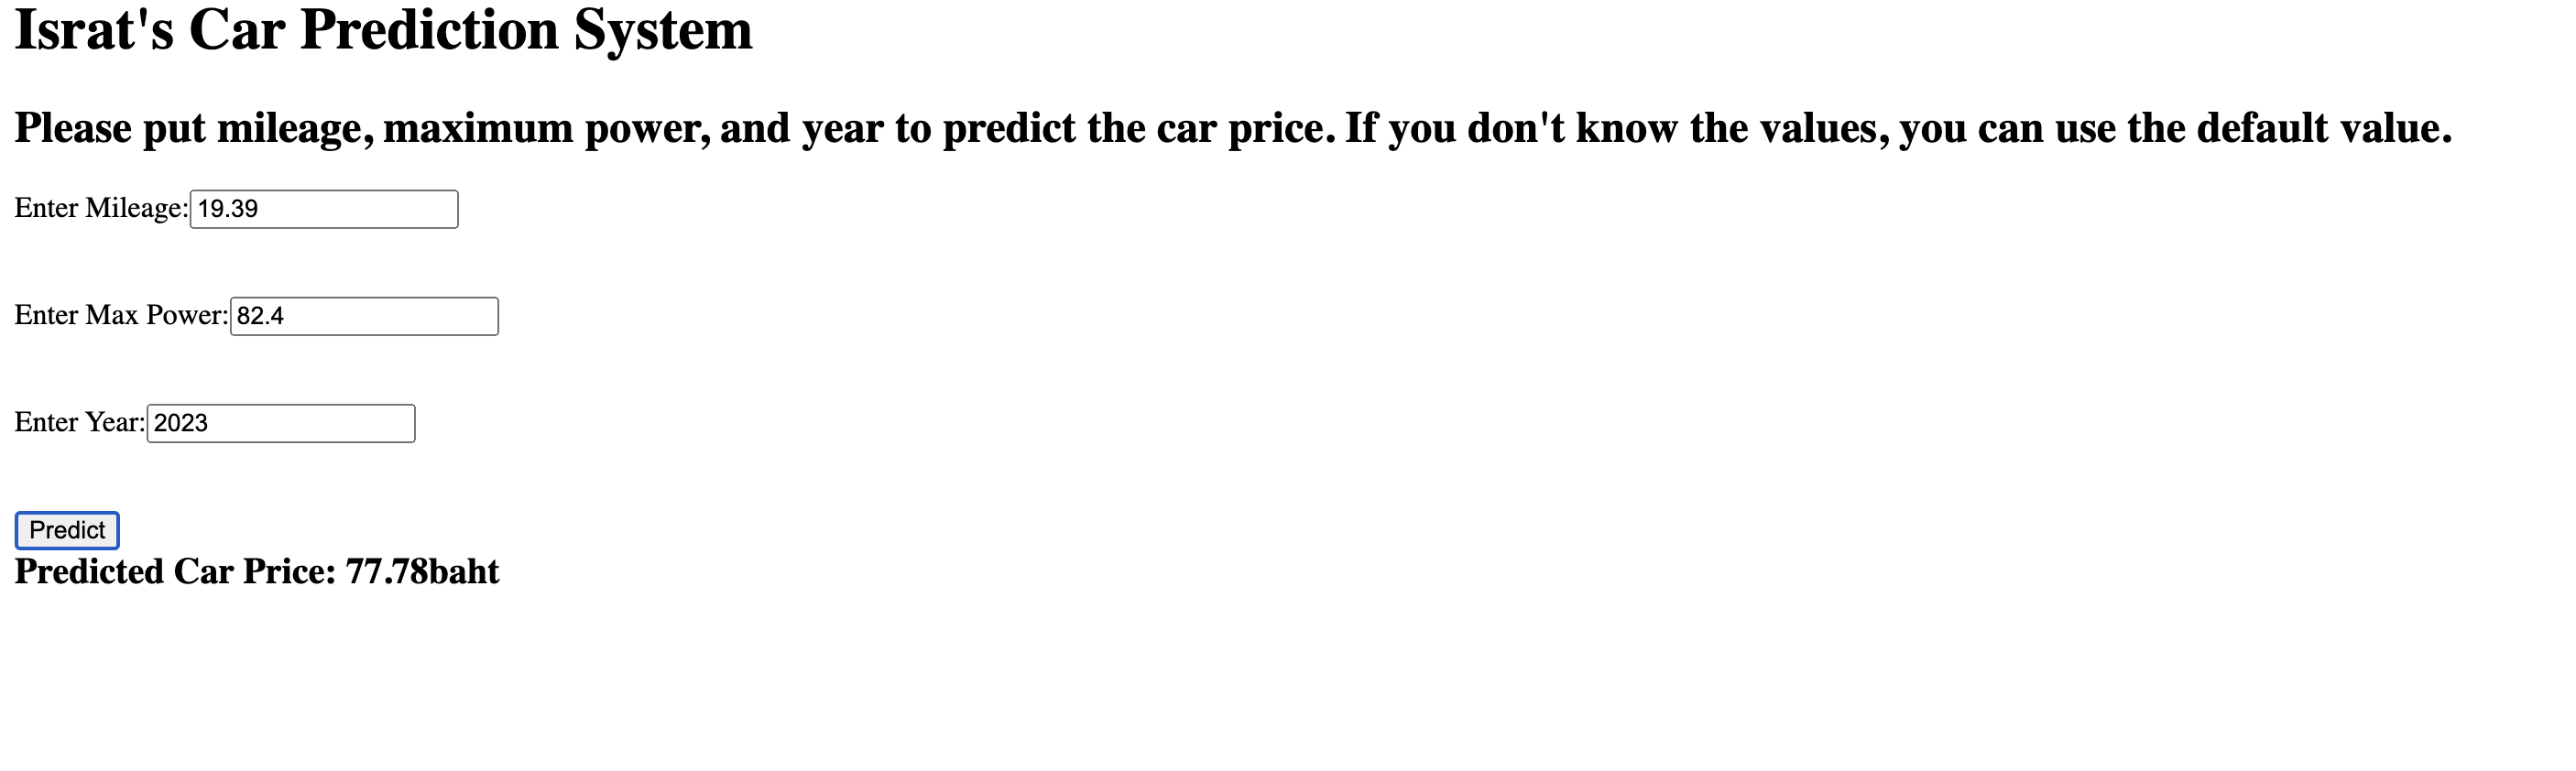 Israt's Car Prediction System
Please put mileage, maximum power, and year to predict the car price. If you don't know the values, you can use the default value.
Enter Mileage: 19.39
Enter Max Power: 82.4
Enter Year: 2023
Predict
Predicted Car Price: 77.78baht